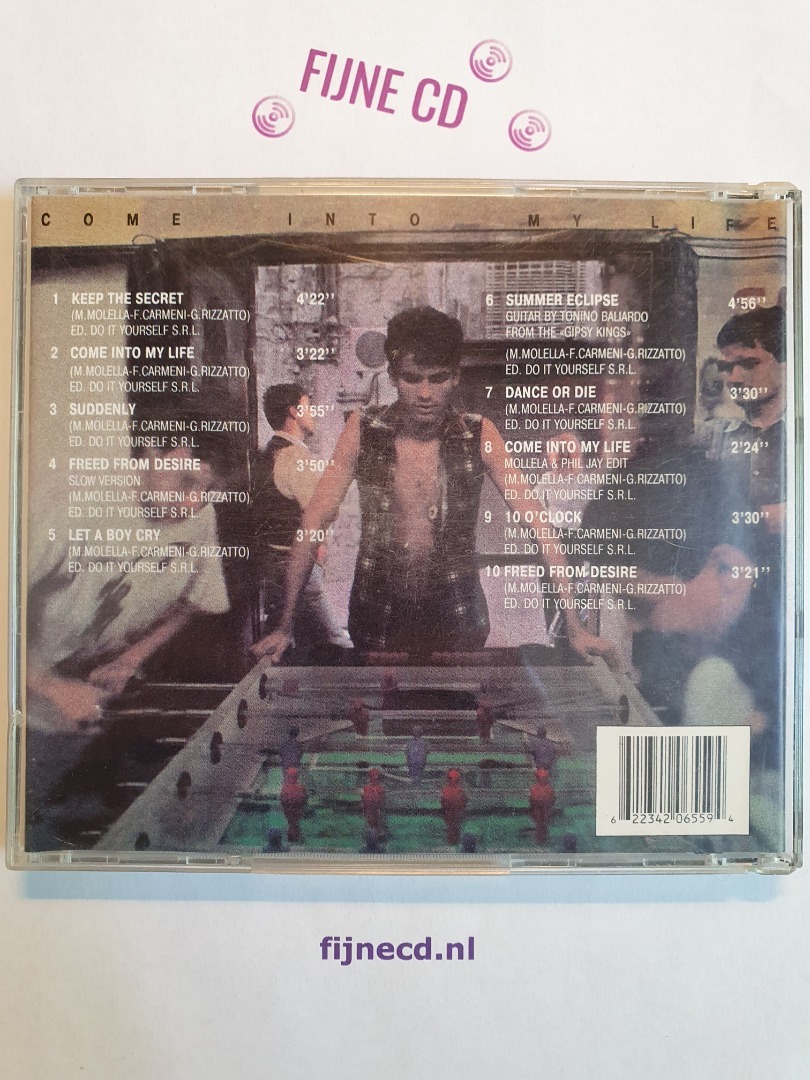 FIJNE CD
COME INTO MY LIFE
1 KEEP THE SECRET 4'22''
(M.MOLELLA-F.CARMENI-G.RIZZATTO)
ED. DO IT YOURSELF S.R.L.
2 COME INTO MY LIFE 3'22''
(M.MOLELLA-F.CARMENI-G.RIZZATTO)
ED. DO IT YOURSELF S.R.L.
3 SUDDENLY 3'55''
(M.MOLELLA-F.CARMENI-G.RIZZATTO)
ED. DO IT YOURSELF S.R.L.
4 FREED FROM DESIRE 3'50''
SLOW VERSION
(M.MOLELLA-F.CARMENI-G.RIZZATTO)
ED. DO IT YOURSELF S.R.L.
5 LET A BOY CRY 3'20''
(M.MOLELLA-F.CARMENI-G.RIZZATTO)
ED. DO IT YOURSELF S.R.L.
6 SUMMER ECLIPSE 4'56''
GUITAR BY TONINO BALIARDO
FROM THE «GIPSY KINGS»
(M.MOLELLA-F.CARMENI-G.RIZZATTO)
ED. DO IT YOURSELF S.R.L.
7 DANCE OR DIE 3'30''
(M.MOLELLA-F.CARMENI-G.RIZZATTO)
ED. DO IT YOURSELF S.R.L.
8 COME INTO MY LIFE 2'24''
MOLLELA & PHIL JAY EDIT
(M.MOLELLA-F.CARMENI-G.RIZZATTO)
ED. DO IT YOURSELF S.R.L.
9 10 O'CLOCK 3'30''
(M.MOLELLA-F.CARMENI-G.RIZZATTO)
ED. DO IT YOURSELF S.R.L.
10 FREED FROM DESIRE 3'21''
(M.MOLELLA-F.CARMENI-G.RIZZATTO)
ED. DO IT YOURSELF S.R.L.
6 22342 06559 4
fijnecd.nl